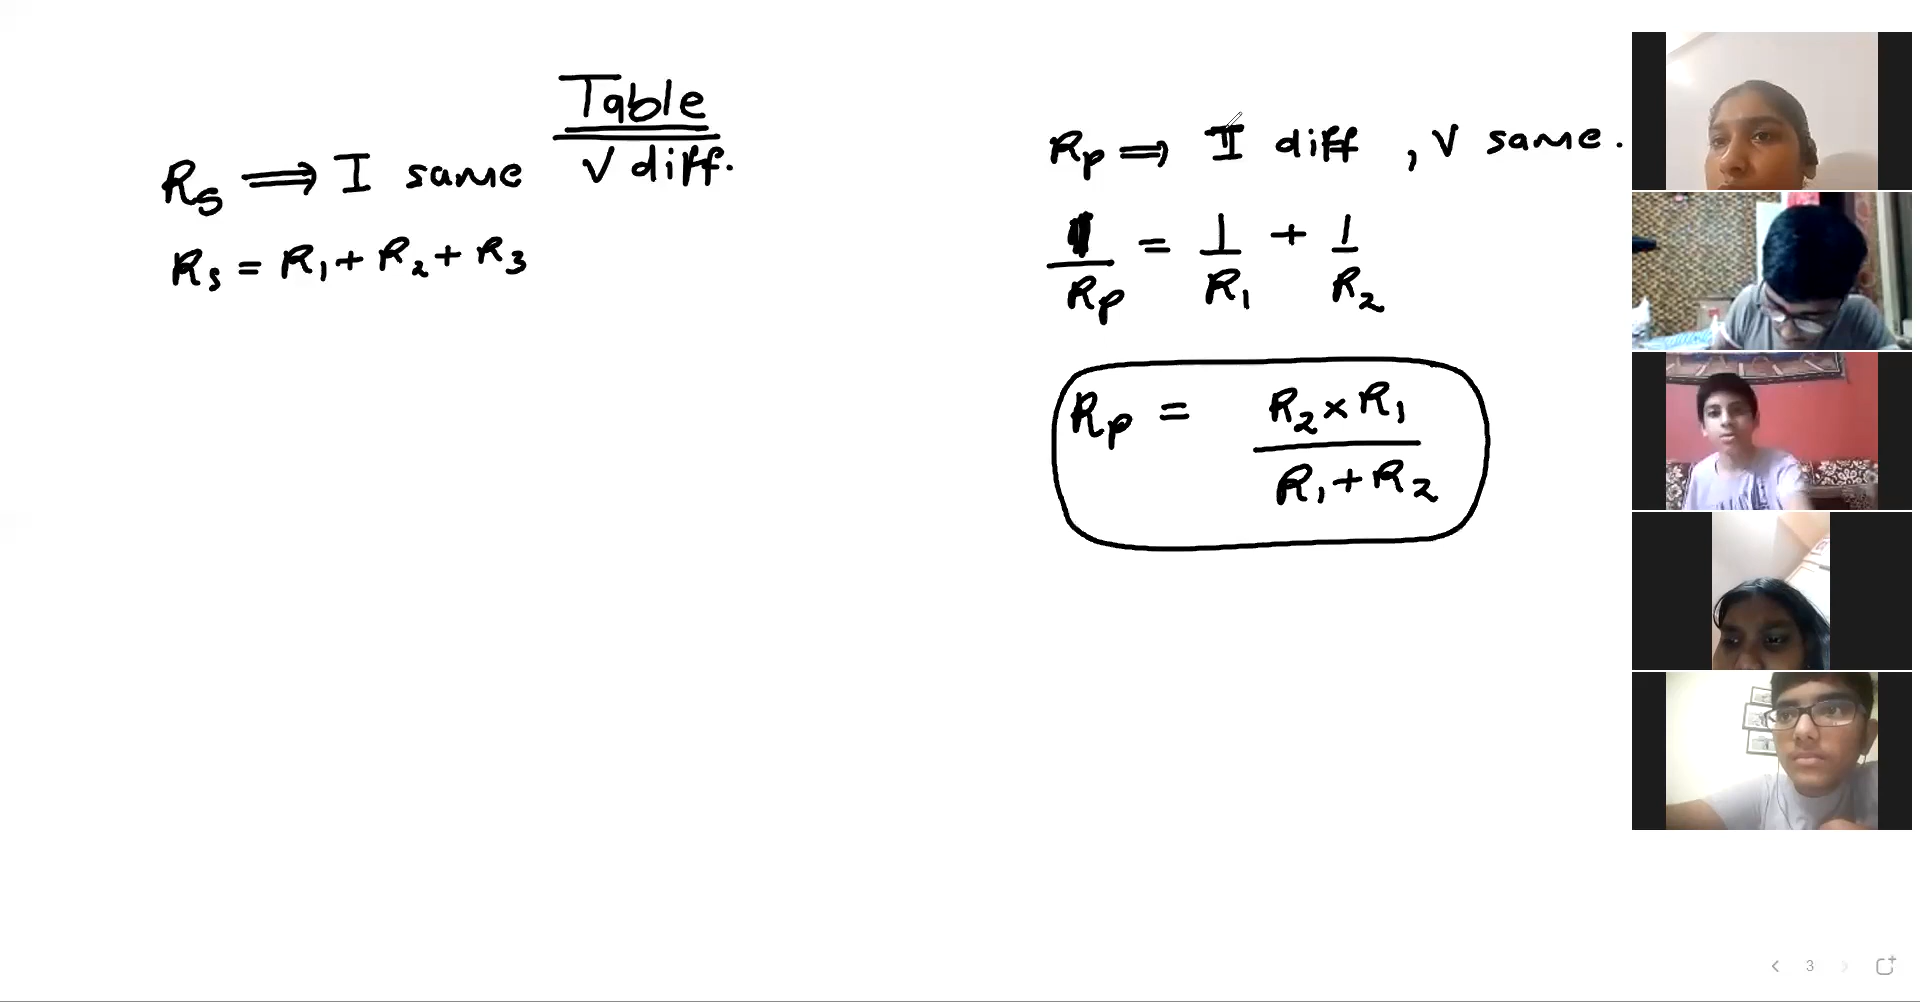 Table
Rs ⟹ I same V diff.
Rs = R1 + R2 + R3
Rp ⟹ I diff , V same.
1/Rp = 1/R1 + 1/R2
Rp = R2 × R1 / R1 + R2
3